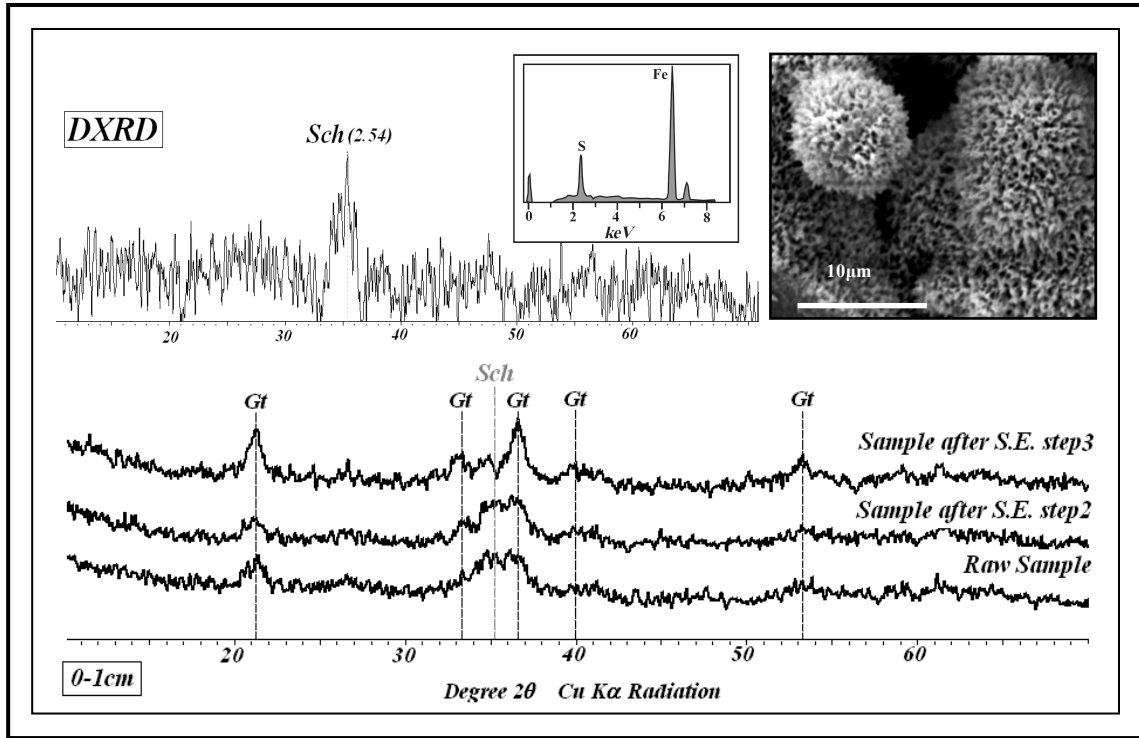 DXRD
Sch (2.54)
Fe
S
0 2 4 6 8
keV
10µm
20 30 40 50 60
Sch
Gt Gt Gt Gt Gt
Sample after S.E. step3
Sample after S.E. step2
Raw Sample
20 30 40 50 60
0-1cm
Degree 2θ Cu Kα Radiation